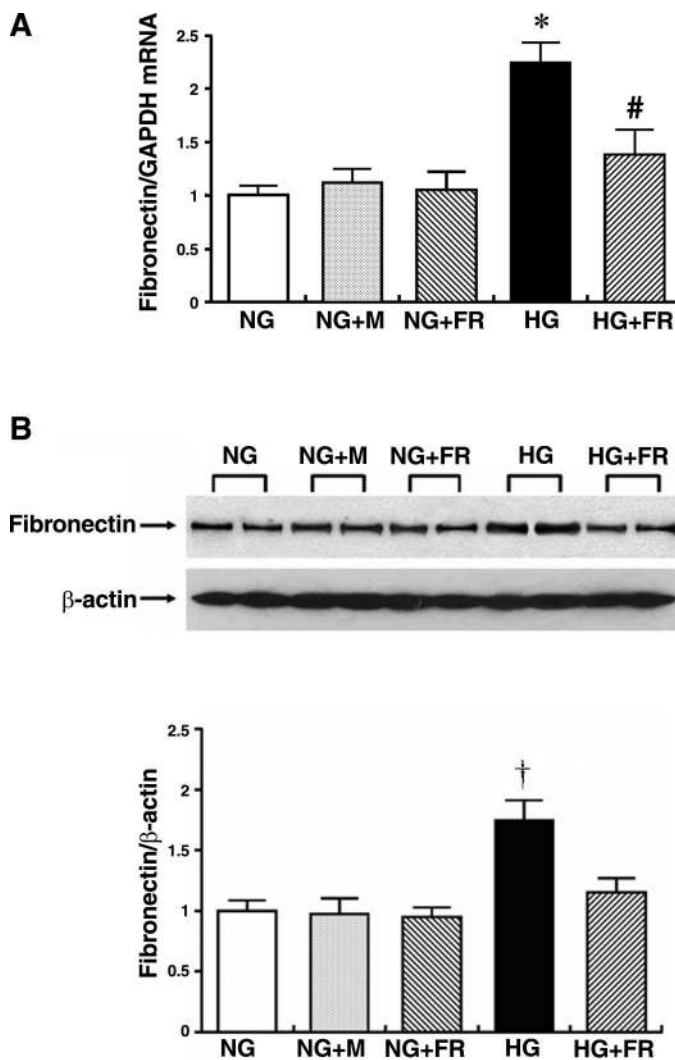 A
Fibronectin/GAPDH mRNA
2.5
2
1.5
1
0.5
0
*
#
NG NG+M NG+FR HG HG+FR
B
NG NG+M NG+FR HG HG+FR
Fibronectin
β-actin
Fibronectin/β-actin
2.5
2
1.5
1
0.5
0
†
NG NG+M NG+FR HG HG+FR